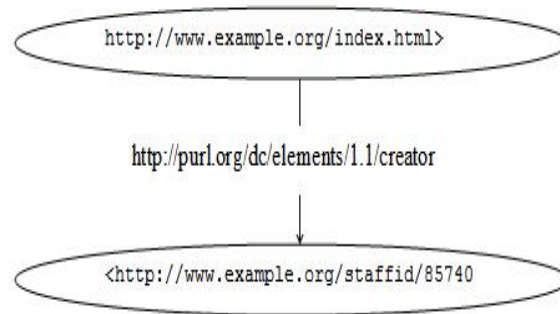 http://www.example.org/index.html>
http://purl.org/dc/elements/1.1/creator
<http://www.example.org/staffid/85740